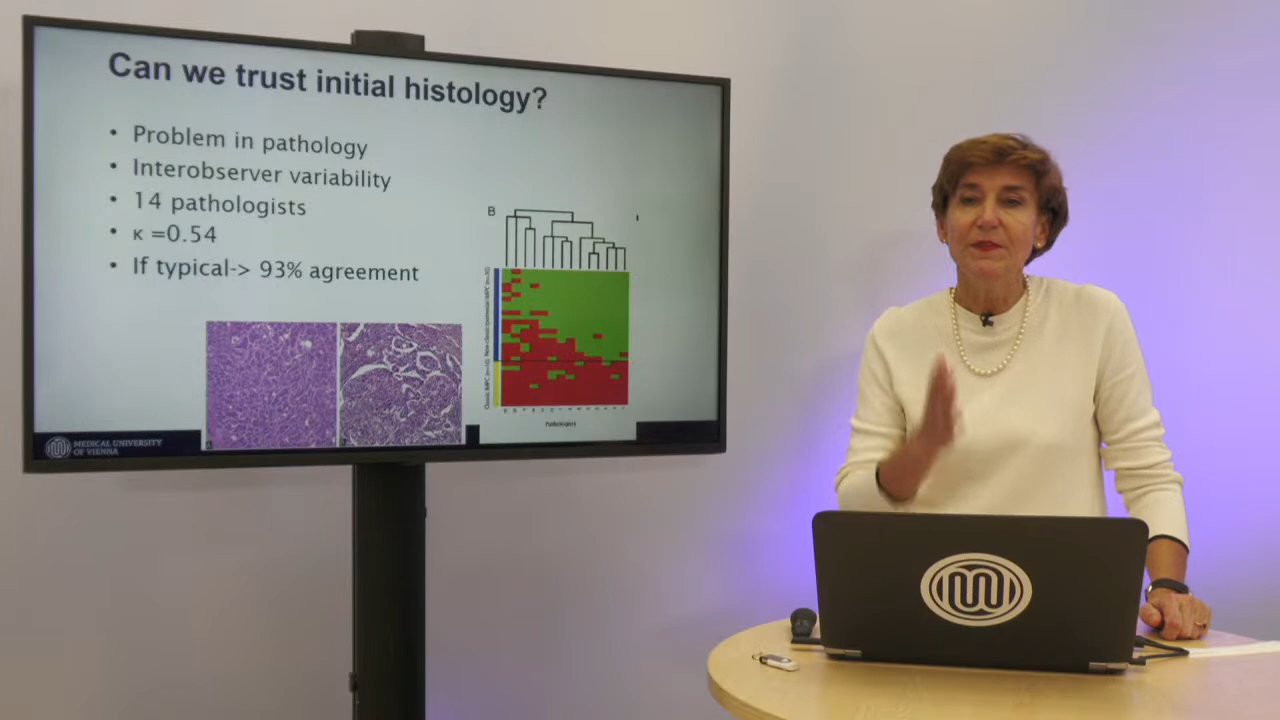 Can we trust initial histology?
• Problem in pathology
• Interobserver variability
• 14 pathologists
• κ =0.54
• If typical-> 93% agreement
B
Pathologists
MEDICAL UNIVERSITY
OF VIENNA